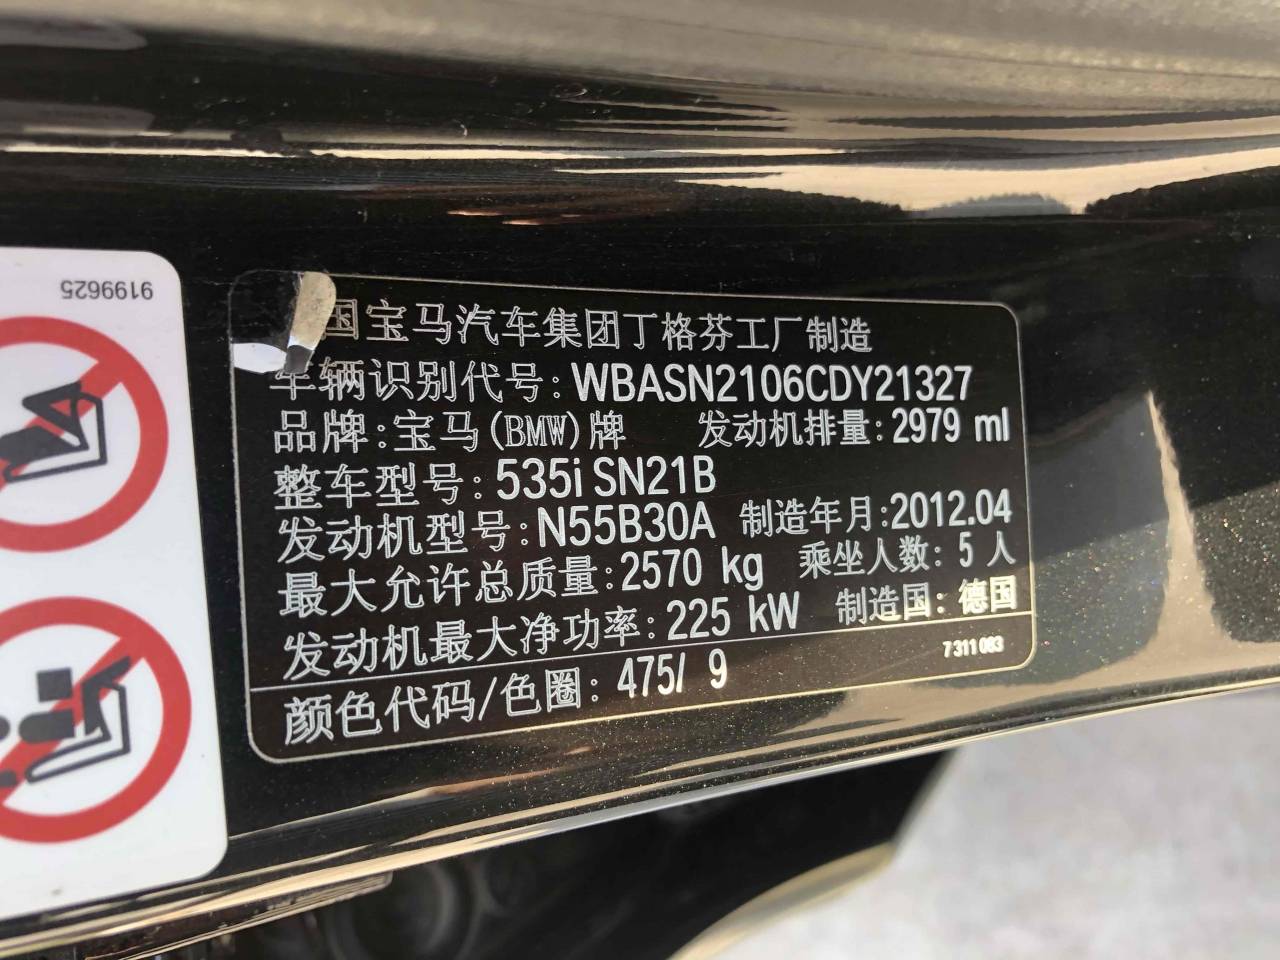 9199625
国宝马汽车集团丁格芬工厂制造
车辆识别代号: WBASN2106CDY21327
品牌: 宝马(BMW)牌 发动机排量: 2979 ml
整车型号: 535i SN21B
发动机型号: N55B30A 制造年月: 2012.04
最大允许总质量: 2570 kg 乘坐人数: 5 人
发动机最大净功率: 225 kW 制造国: 德国
颜色代码/色圈: 475/ 9 7 311 083